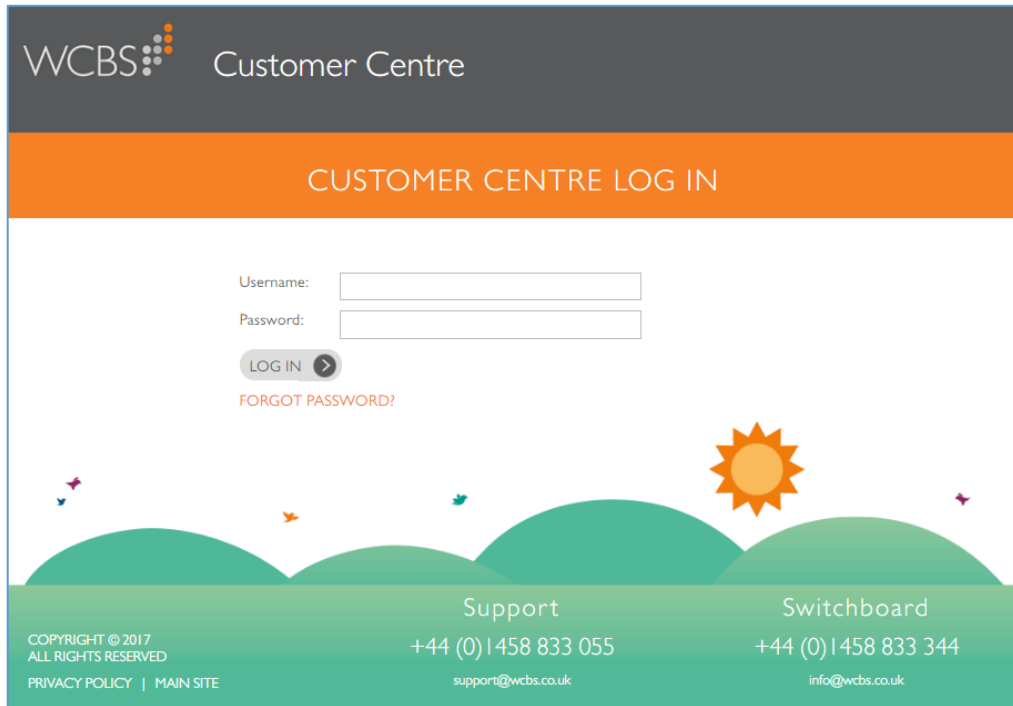 WCBS
Customer Centre
CUSTOMER CENTRE LOG IN
Username:
Password:
LOG IN
FORGOT PASSWORD?
COPYRIGHT © 2017
ALL RIGHTS RESERVED
PRIVACY POLICY | MAIN SITE
Support
+44 (0)1458 833 055
support@wcbs.co.uk
Switchboard
+44 (0)1458 833 344
info@wcbs.co.uk